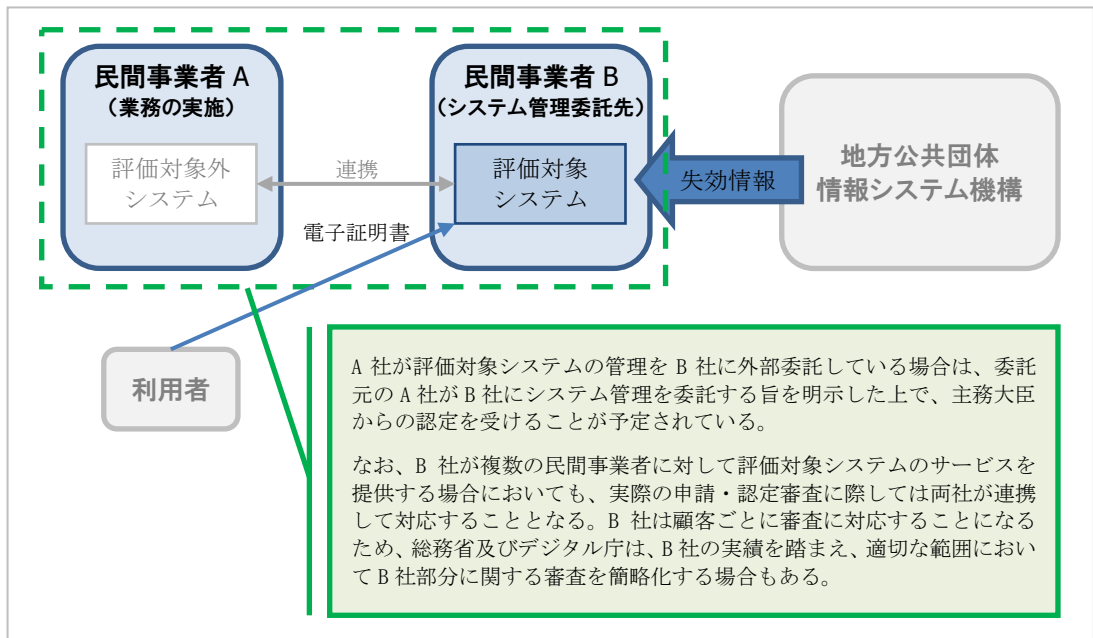 民間事業者 A
（業務の実施）
評価対象外
システム
連携
民間事業者 B
（システム管理委託先）
評価対象
システム
失効情報
地方公共団体
情報システム機構
電子証明書
利用者
A 社が評価対象システムの管理を B 社に外部委託している場合は、委託
元の A 社が B 社にシステム管理を委託する旨を明示した上で、主務大臣
からの認定を受けることが予定されている。
なお、B 社が複数の民間事業者に対して評価対象システムのサービスを
提供する場合においても、実際の申請・認定審査に際しては両社が連携
して対応することとなる。B 社は顧客ごとに審査に対応することになる
ため、総務省及びデジタル庁は、B 社の実績を踏まえ、適切な範囲におい
て B 社部分に関する審査を簡略化する場合もある。